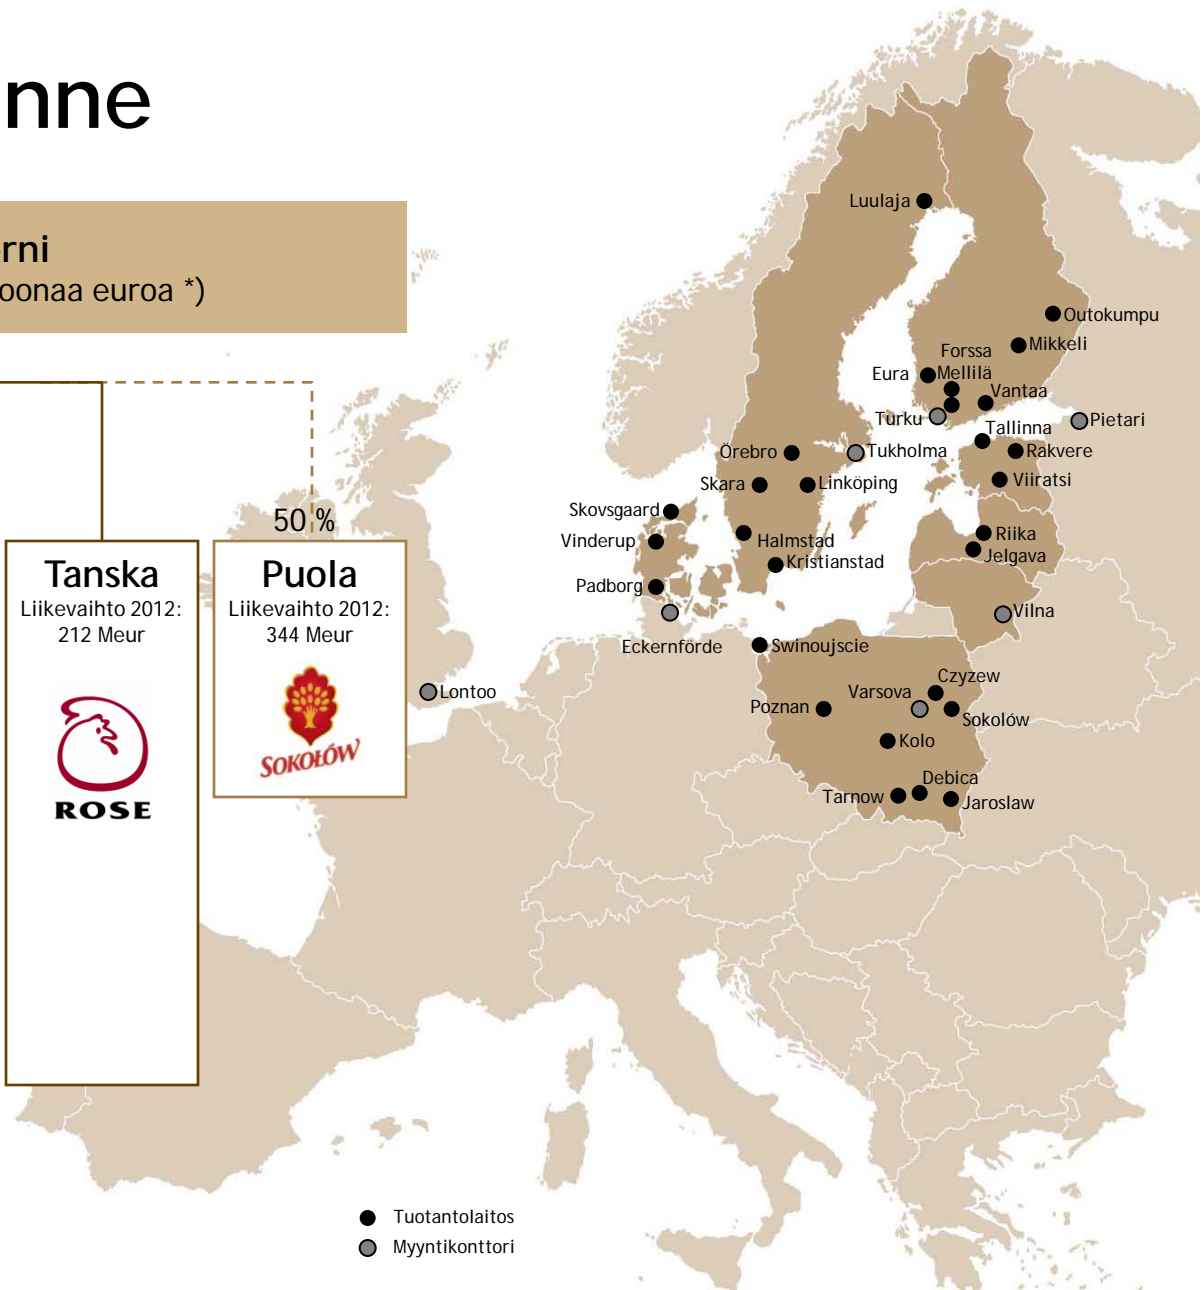 nne
rni
oonaa euroa *)
50 %
Tanska
Liikevaihto 2012:
212 Meur
ROSE
Puola
Liikevaihto 2012:
344 Meur
SOKOŁÓW
Luulaja
Outokumpu
Mikkeli
Forssa
Eura
Mellilä
Vantaa
Turku
Pietari
Tallinna
Örebro
Tukholma
Rakvere
Skara
Linköping
Viiratsi
Skovsgaard
Vinderup
Halmstad
Riika
Kristianstad
Jelgava
Padborg
Vilna
Eckernförde
Swinoujscie
Czyzew
Lontoo
Varsova
Poznan
Sokolów
Kolo
Debica
Tarnow
Jaroslaw
Tuotantolaitos
Myyntikonttori